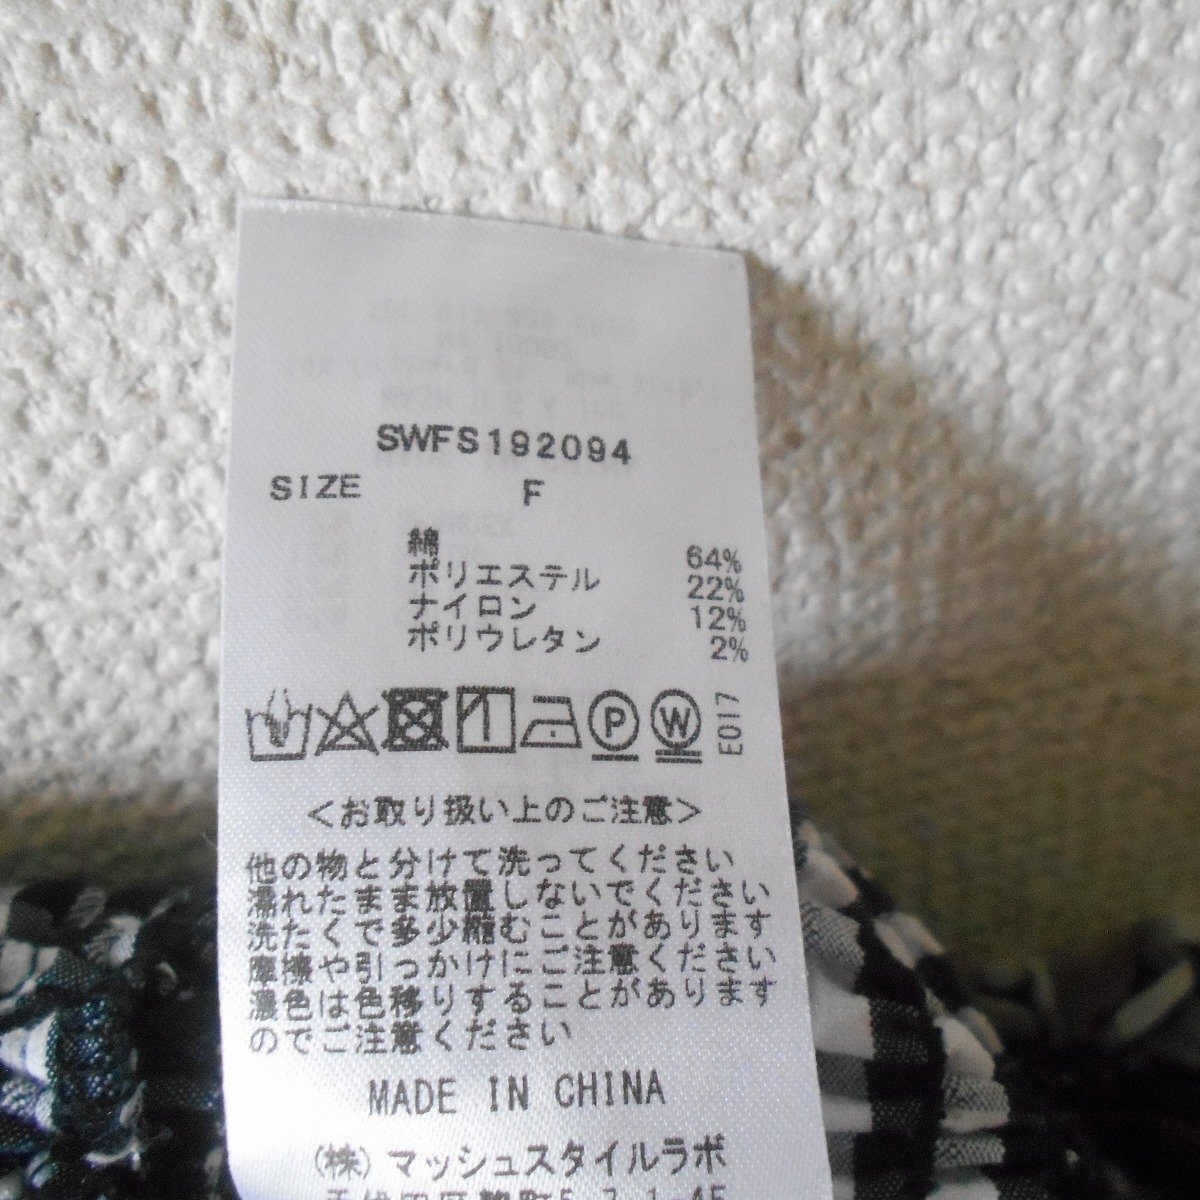 SWFS192094
SIZE F
綿 64%
ポリエステル 22%
ナイロン 12%
ポリウレタン 2%
P W E017
<お取り扱い上のご注意>
他の物と分けて洗ってください
濡れたまま放置しないでください
洗たくで多少縮むことがあります
摩擦や引っかけにご注意ください
濃色は色移りすることがあります
のでご注意ください
MADE IN CHINA
(株)マッシュスタイルラボ